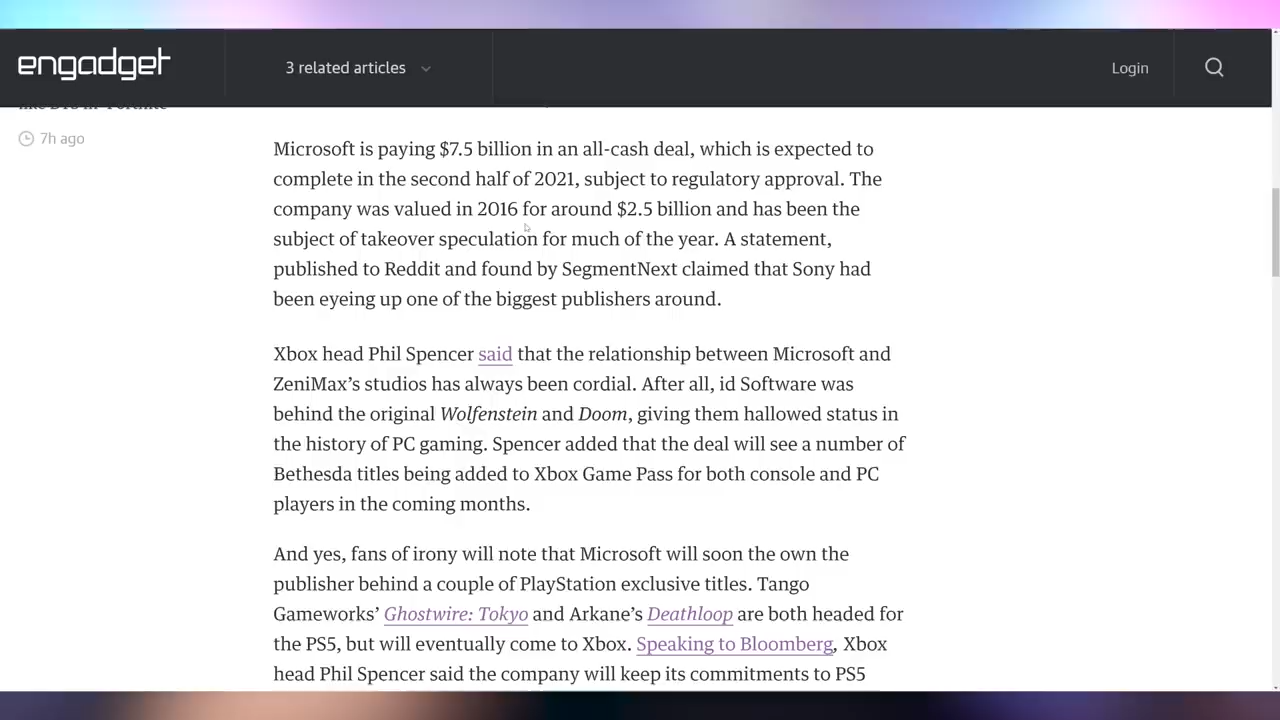 engadget
3 related articles
Login
like BTS in 'Fortnite'
7h ago
Microsoft is paying $7.5 billion in an all-cash deal, which is expected to
complete in the second half of 2021, subject to regulatory approval. The
company was valued in 2016 for around $2.5 billion and has been the
subject of takeover speculation for much of the year. A statement,
published to Reddit and found by SegmentNext claimed that Sony had
been eyeing up one of the biggest publishers around.
Xbox head Phil Spencer said that the relationship between Microsoft and
ZeniMax’s studios has always been cordial. After all, id Software was
behind the original Wolfenstein and Doom, giving them hallowed status in
the history of PC gaming. Spencer added that the deal will see a number of
Bethesda titles being added to Xbox Game Pass for both console and PC
players in the coming months.
And yes, fans of irony will note that Microsoft will soon the own the
publisher behind a couple of PlayStation exclusive titles. Tango
Gameworks’ Ghostwire: Tokyo and Arkane’s Deathloop are both headed for
the PS5, but will eventually come to Xbox. Speaking to Bloomberg, Xbox
head Phil Spencer said the company will keep its commitments to PS5